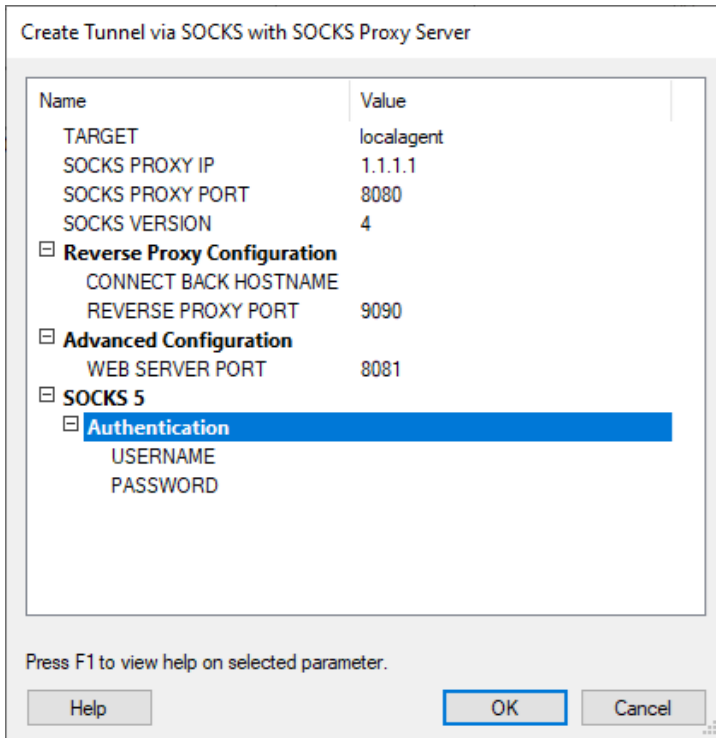 Create Tunnel via SOCKS with SOCKS Proxy Server
Name Value
TARGET localagent
SOCKS PROXY IP 1.1.1.1
SOCKS PROXY PORT 8080
SOCKS VERSION 4
Reverse Proxy Configuration
CONNECT BACK HOSTNAME
REVERSE PROXY PORT 9090
Advanced Configuration
WEB SERVER PORT 8081
SOCKS 5
Authentication
USERNAME
PASSWORD
Press F1 to view help on selected parameter.
Help OK Cancel